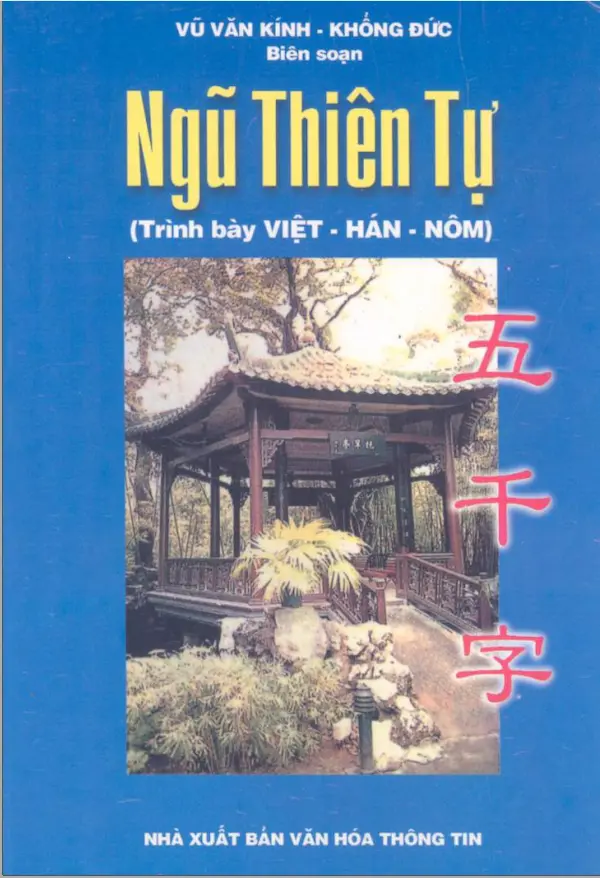 VŨ VĂN KÍNH - KHỔNG ĐỨC
Biên soạn
Ngũ Thiên Tự
(Trình bày VIỆT - HÁN - NÔM)
五
千
字
NHÀ XUẤT BẢN VĂN HÓA THÔNG TIN